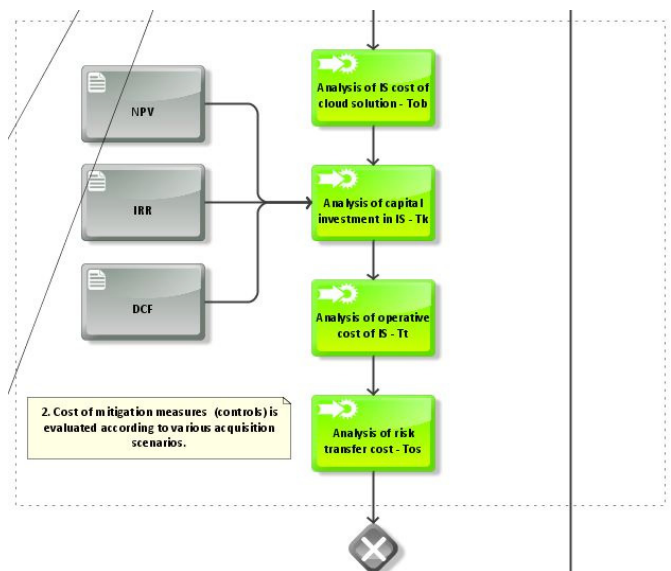 Analysis of IS cost of
cloud solution - Tob
NPV
Analysis of capital
investment in IS - Tk
IRR
DCF
Analysis of operative
cost of IS - Tt
2. Cost of mitigation measures (controls) is
evaluated according to various acquisition
scenarios.
Analysis of risk
transfer cost - Tos